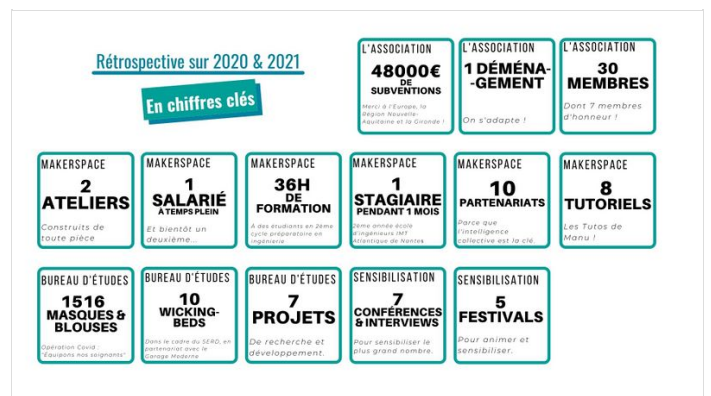 Rétrospective sur 2020 & 2021
En chiffres clés
L'ASSOCIATION
48000€
DE
SUBVENTIONS
Merci à l'Europe, la
Région Nouvelle-
Aquitaine et la Gironde !
L'ASSOCIATION
1 DÉMÉNA-
-GEMENT
On s'adapte !
L'ASSOCIATION
30
MEMBRES
Dont 7 membres
d'honneur !
MAKERSPACE
2
ATELIERS
Construits de
toute pièce
MAKERSPACE
1
SALARIÉ
À TEMPS PLEIN
Et bientôt un
deuxième...
MAKERSPACE
36H
DE
FORMATION
À des étudiants en 2ème
cycle préparatoire en
ingénierie
MAKERSPACE
1
STAGIAIRE
PENDANT 1 MOIS
2ème année école
d'ingénieurs IMT
Atlantique de Nantes
MAKERSPACE
10
PARTENARIATS
Parce que
l'intelligence
collective est la clé.
MAKERSPACE
8
TUTORIELS
Les Tutos de
Manu !
BUREAU D'ÉTUDES
1516
MASQUES &
BLOUSES
Opération Covid :
"Équipons nos soignants"
BUREAU D'ÉTUDES
10
WICKING-
BEDS
Dans le cadre du SERD, en
partenariat avec le
Garage Moderne
BUREAU D'ÉTUDES
7
PROJETS
De recherche et
développement.
SENSIBILISATION
7
CONFÉRENCES
& INTERVIEWS
Pour sensibiliser le
plus grand nombre.
SENSIBILISATION
5
FESTIVALS
Pour animer et
sensibiliser.